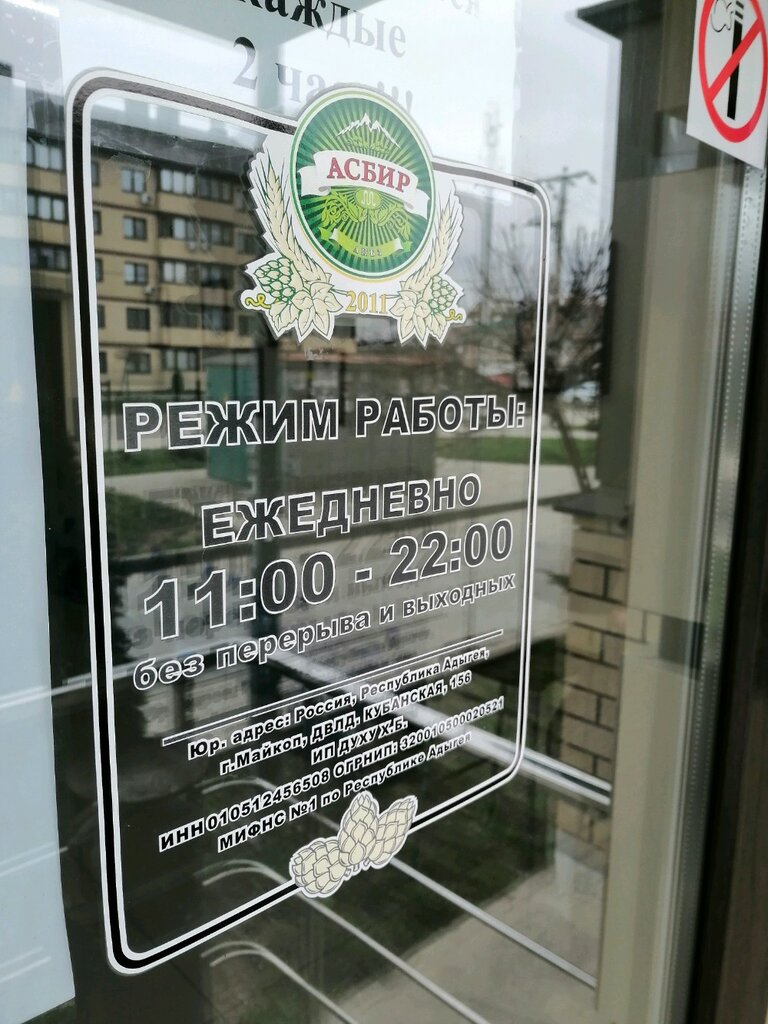 каждые
2
АСБИР
2011
РЕЖИМ РАБОТЫ:
ЕЖЕДНЕВНО
11:00 - 22:00
без перерыва и выходных
Юр. адрес: Россия, Республика Адыгея,
г.Майкоп, ДВЛД. КУБАНСКАЯ, 156
ИП ДУХУ Х.Б.
ИНН 010512456508 ОГРНИП: 320010500020521
МИФНС №1 по Республике Адыгея